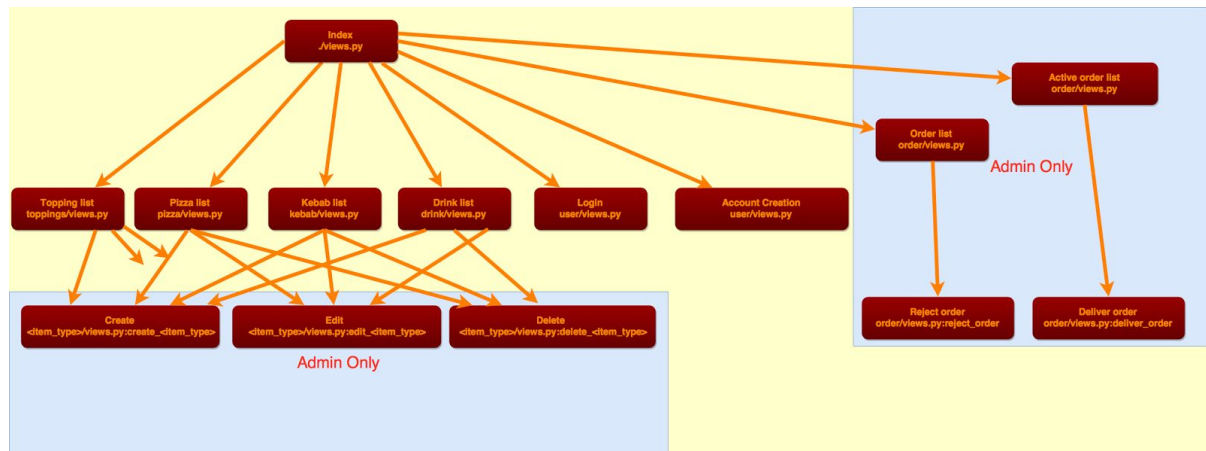 Index
./views.py
Active order list
order/views.py
Order list
order/views.py
Admin Only
Topping list
toppings/views.py
Pizza list
pizza/views.py
Kebab list
kebab/views.py
Drink list
drink/views.py
Login
user/views.py
Account Creation
user/views.py
Create
<item_type>/views.py:create_<item_type>
Edit
<item_type>/views.py:edit_<item_type>
Delete
<item_type>/views.py:delete_<item_type>
Reject order
order/views.py:reject_order
Deliver order
order/views.py:deliver_order
Admin Only